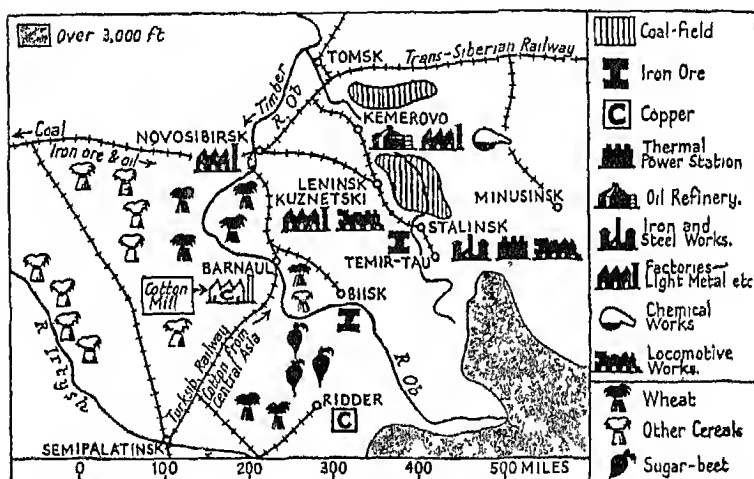 Over 3,000 ft
TOMSK
Trans-Siberian Railway
Timber
R. Ob
KEMEROVO
Coal
NOVOSIBIRSK
Iron ore & oil
LENINSK
KUZNETSKI
MINUSINSK
STALINSK
TEMIR-TAU
BARNAUL
Cotton
Mill
C
BIISK
R. Irtysh
Turksib Railway
Cotton from
Central Asia
R. Ob
RIDDER
C
SEMIPALATINSK
0
100
200
300
400
500 MILES
Coal-field
Iron Ore
C
Copper
Thermal
Power Station
Oil Refinery.
Iron and
Steel Works.
Factories—
Light Metal etc
Chemical
Works
Locomotive
Works.
Wheat
Other Cereals
Sugar-beet